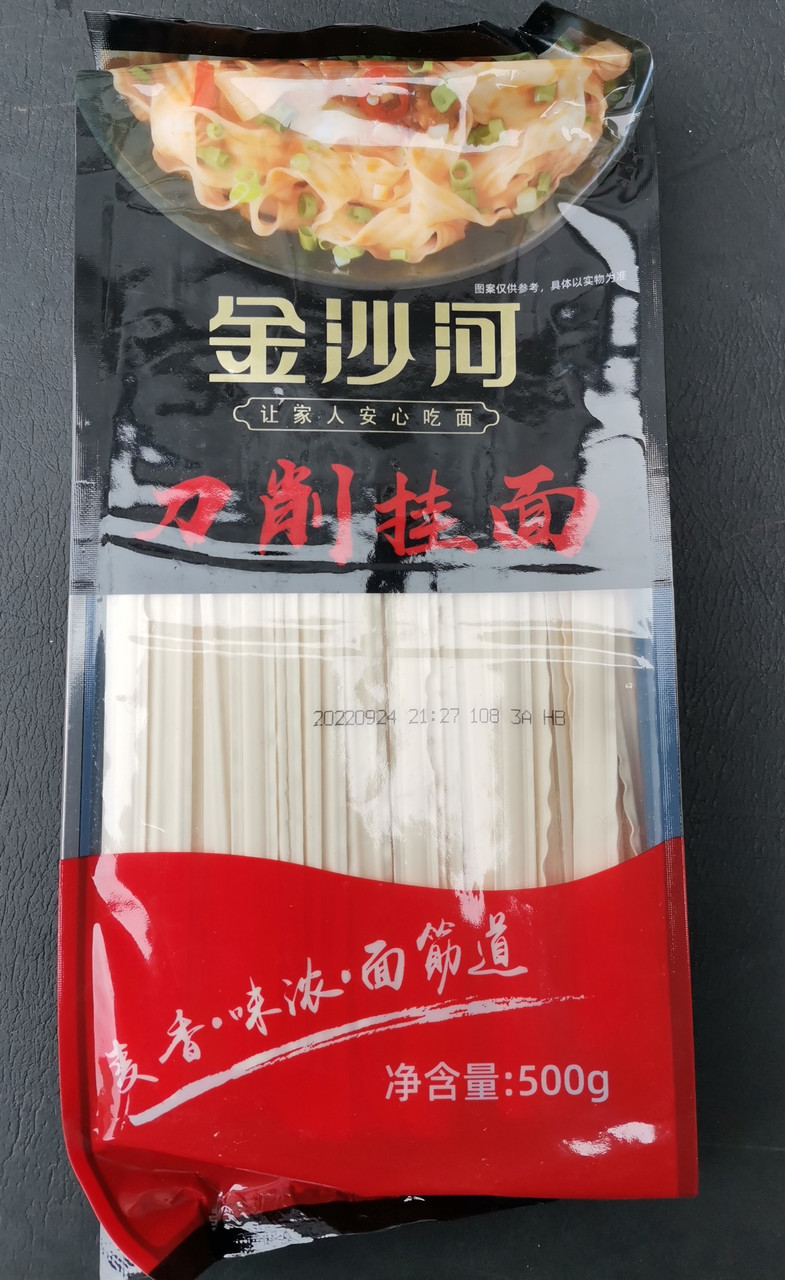 图案仅供参考，具体以实物为准
金沙河
让家人安心吃面
刀削挂面
20220924 21:27 108 3A HB
麦香·味浓·面筋道
净含量:500g